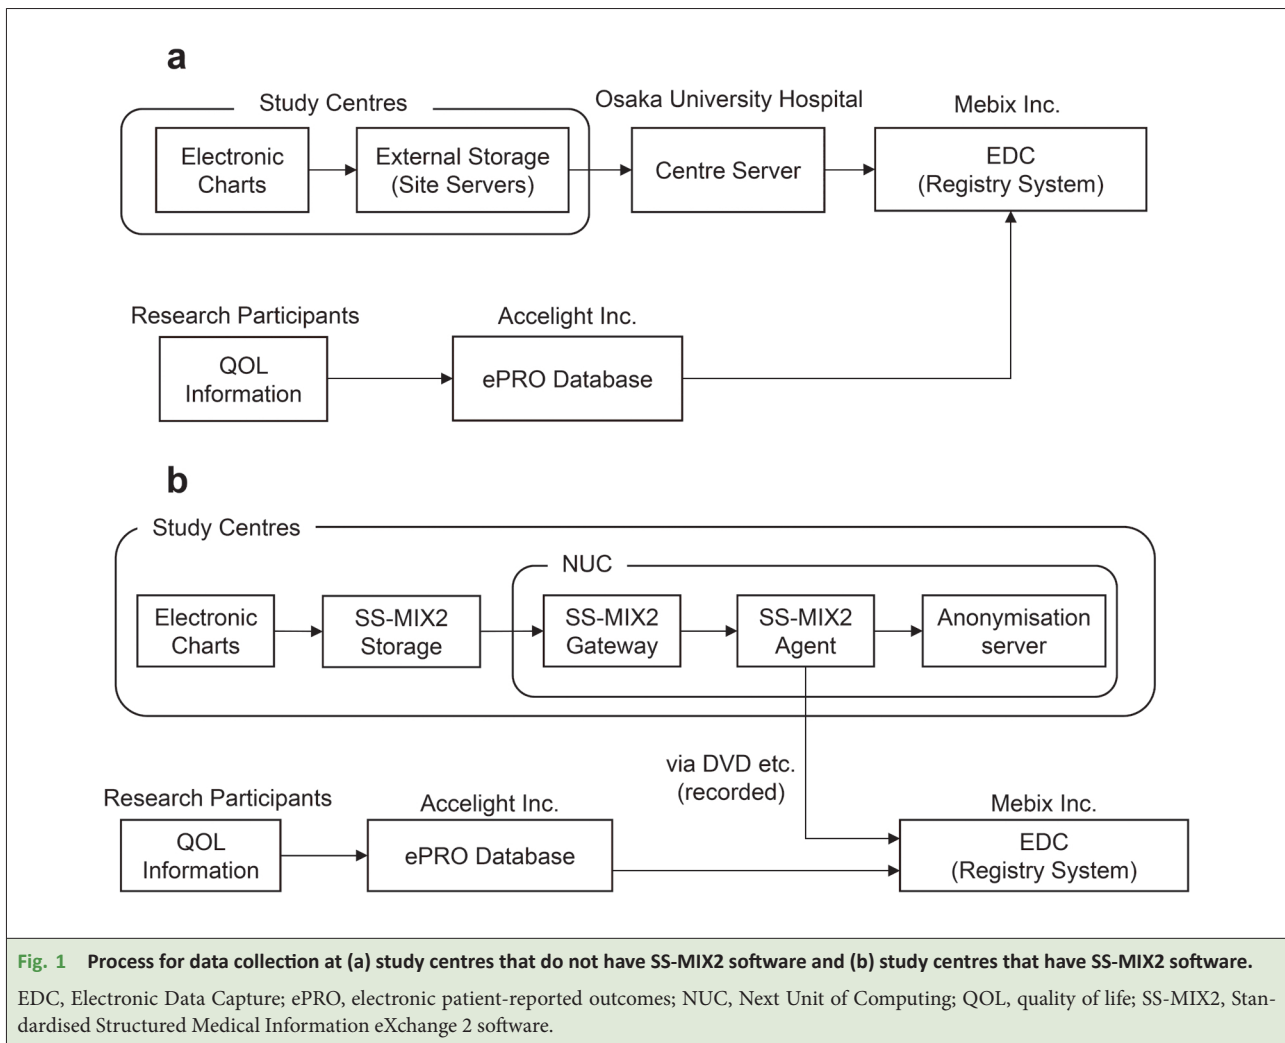 a
Study Centres
Osaka University Hospital
Mebix Inc.
Electronic
Charts
External Storage
(Site Servers)
Centre Server
EDC
(Registry System)
Research Participants
Accelight Inc.
QOL
Information
ePRO Database
b
Study Centres
NUC
Electronic
Charts
SS-MIX2
Storage
SS-MIX2
Gateway
SS-MIX2
Agent
Anonymisation
server
via DVD etc.
(recorded)
Research Participants
Accelight Inc.
Mebix Inc.
QOL
Information
ePRO Database
EDC
(Registry System)
Fig. 1 Process for data collection at (a) study centres that do not have SS-MIX2 software and (b) study centres that have SS-MIX2 software.
EDC, Electronic Data Capture; ePRO, electronic patient-reported outcomes; NUC, Next Unit of Computing; QOL, quality of life; SS-MIX2, Stan-
dardised Structured Medical Information eXchange 2 software.